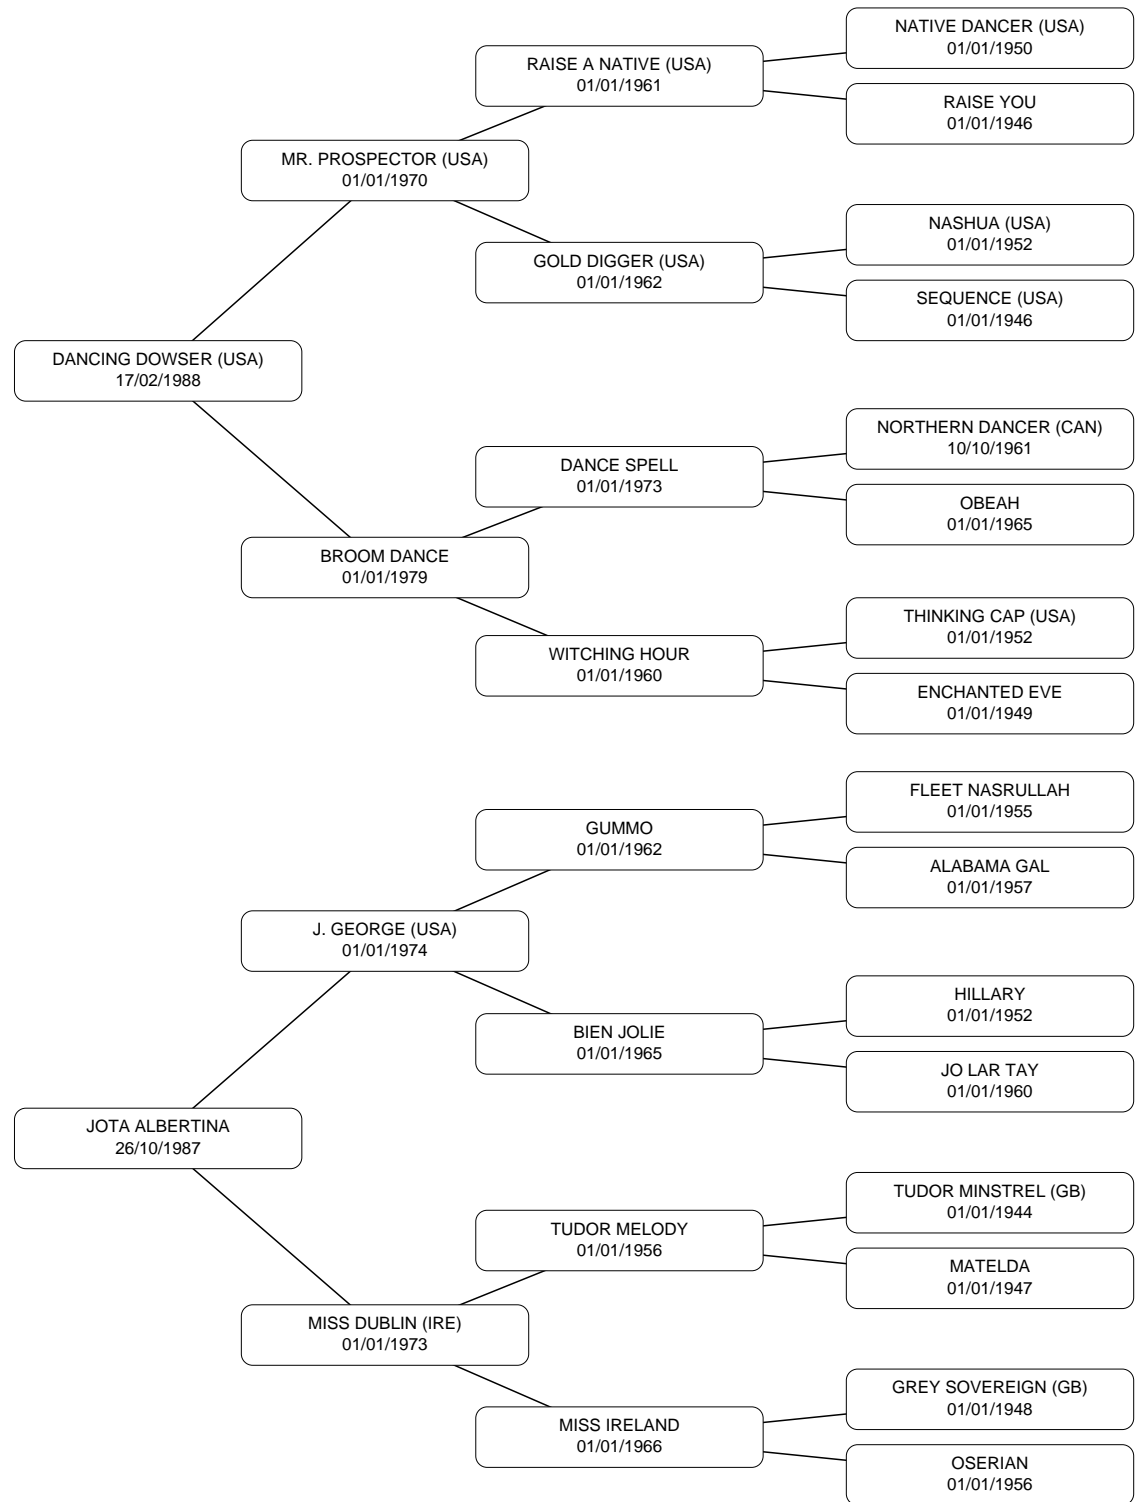 NATIVE DANCER (USA)
01/01/1950
RAISE A NATIVE (USA)
01/01/1961
RAISE YOU
01/01/1946
MR. PROSPECTOR (USA)
01/01/1970
NASHUA (USA)
01/01/1952
GOLD DIGGER (USA)
01/01/1962
SEQUENCE (USA)
01/01/1946
DANCING DOWSER (USA)
17/02/1988
NORTHERN DANCER (CAN)
10/10/1961
DANCE SPELL
01/01/1973
OBEAH
01/01/1965
BROOM DANCE
01/01/1979
THINKING CAP (USA)
01/01/1952
WITCHING HOUR
01/01/1960
ENCHANTED EVE
01/01/1949
FLEET NASRULLAH
01/01/1955
GUMMO
01/01/1962
ALABAMA GAL
01/01/1957
J. GEORGE (USA)
01/01/1974
HILLARY
01/01/1952
BIEN JOLIE
01/01/1965
JO LAR TAY
01/01/1960
JOTA ALBERTINA
26/10/1987
TUDOR MINSTREL (GB)
01/01/1944
TUDOR MELODY
01/01/1956
MATELDA
01/01/1947
MISS DUBLIN (IRE)
01/01/1973
GREY SOVEREIGN (GB)
01/01/1948
MISS IRELAND
01/01/1966
OSERIAN
01/01/1956